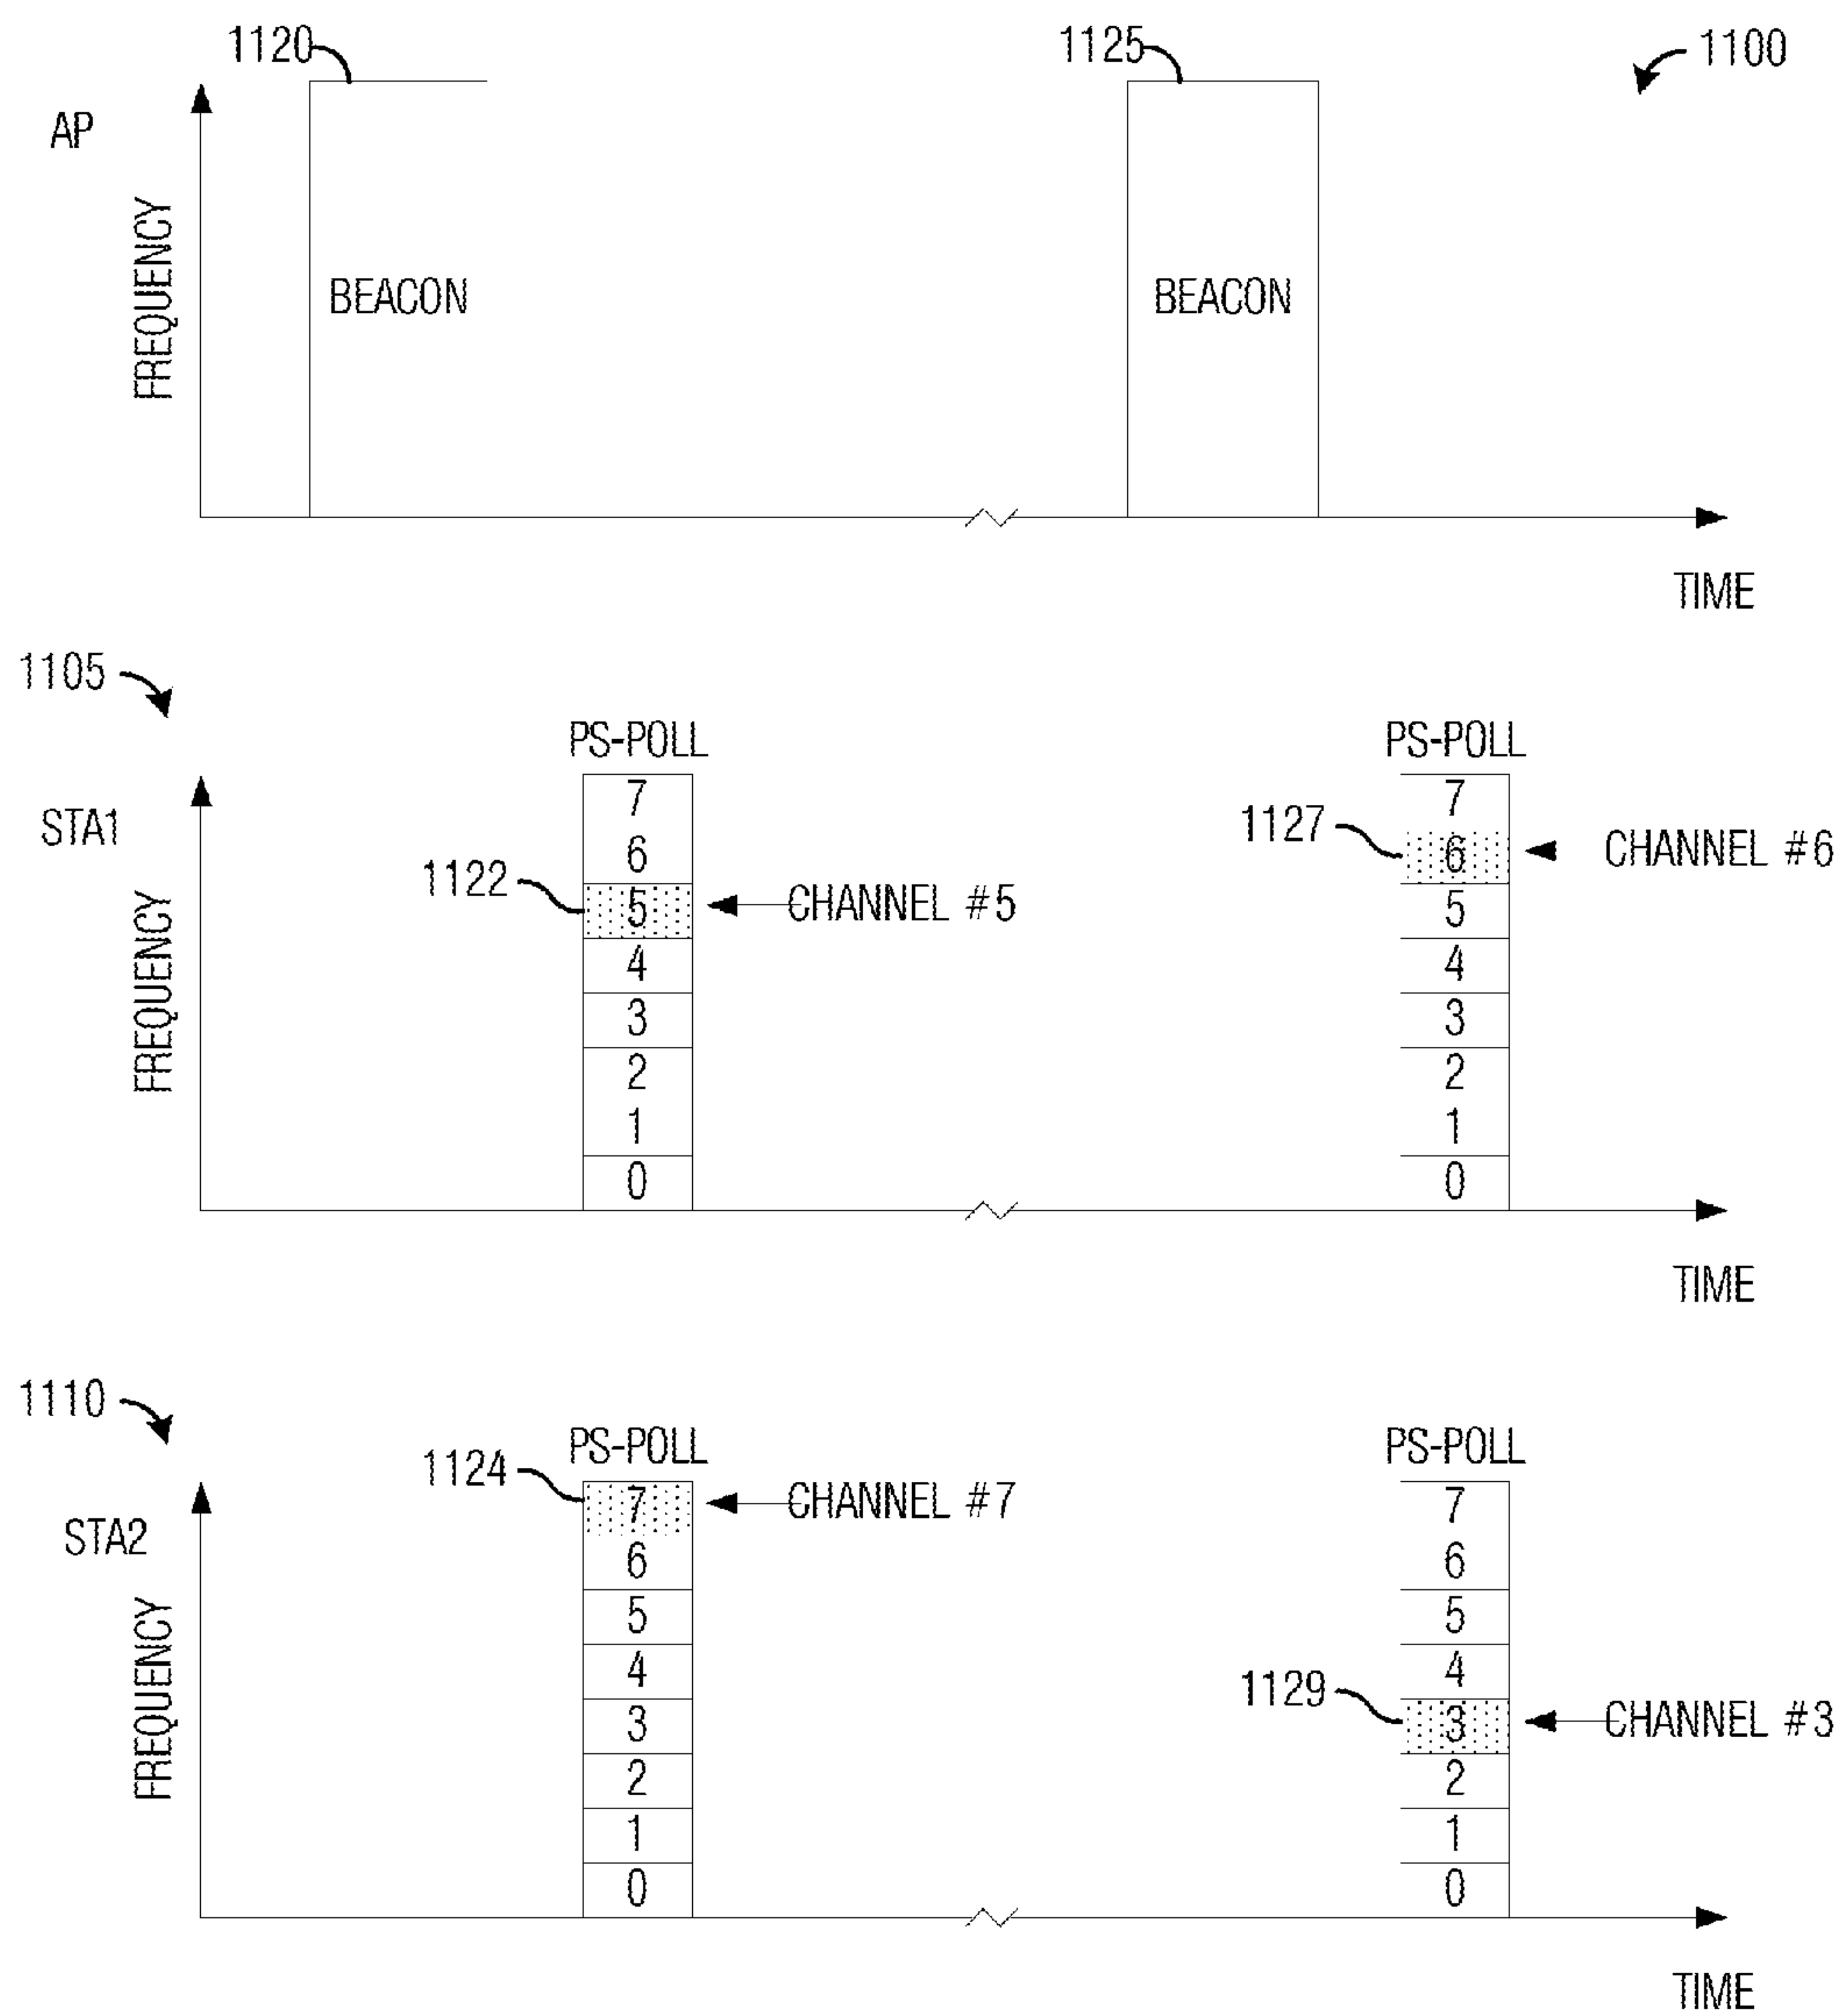 1120
1125
1100
AP
FREQUENCY
BEACON
BEACON
TIME
1105
PS-POLL
PS-POLL
STA1
FREQUENCY
7
6
5
4
3
2
1
0
1122
CHANNEL #5
7
6
5
4
3
2
1
0
1127
CHANNEL #6
TIME
1110
PS-POLL
PS-POLL
STA2
FREQUENCY
1124
7
6
5
4
3
2
1
0
CHANNEL #7
7
6
5
4
3
2
1
0
1129
CHANNEL #3
TIME